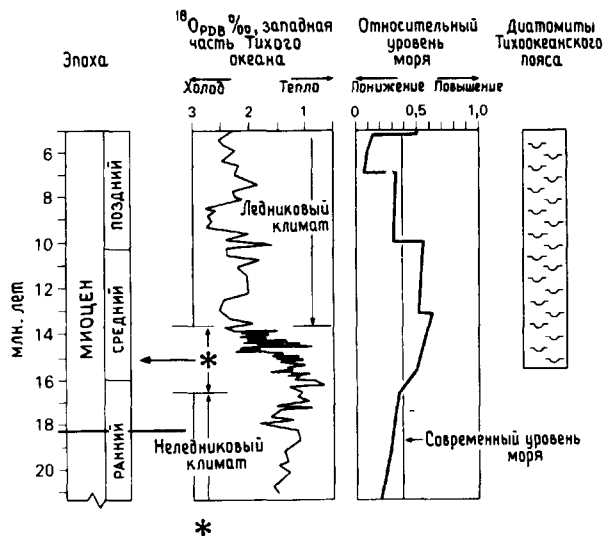 Эпоха
¹⁸O_PDB ‰, западная
часть Тихого
океана
Холод
Тепло
3 2 1
Относительный
уровень
моря
Понижение Повышение
0 0,5 1,0
Диатомиты
Тихоокеанского
пояса
млн. лет
6
8
10
12
14
16
18
20
МИОЦЕН
ПОЗДНИЙ
СРЕДНИЙ
РАННИЙ
Ледниковый
климат
*
Неледниковый
климат
Современный уровень
моря
*